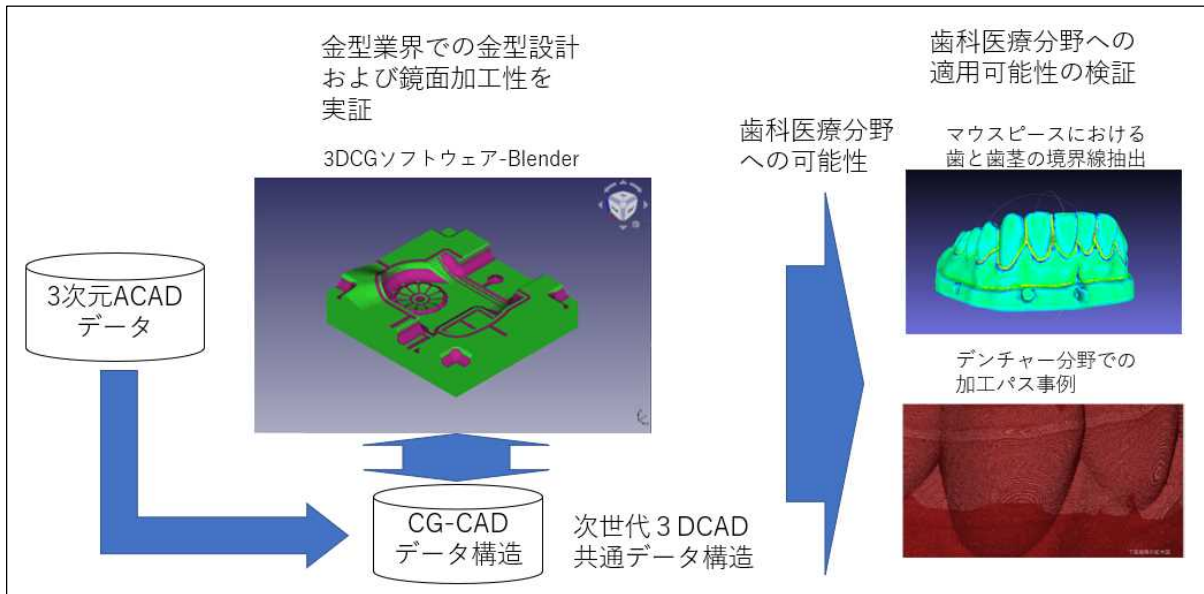 金型業界での金型設計
および鏡面加工性を
実証
3DCGソフトウェア-Blender
3次元ACAD
データ
CG-CAD
データ構造
次世代３DCAD
共通データ構造
歯科医療分野
への可能性
歯科医療分野への
適用可能性の検証
マウスピースにおける
歯と歯茎の境界線抽出
デンチャー分野での
加工パス事例